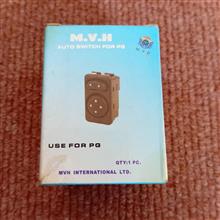 M.V.H
AUTO SWITCH FOR PG
M V H
USE FOR PG
QTY:1 PC.
MVH INTERNATIONAL LTD.